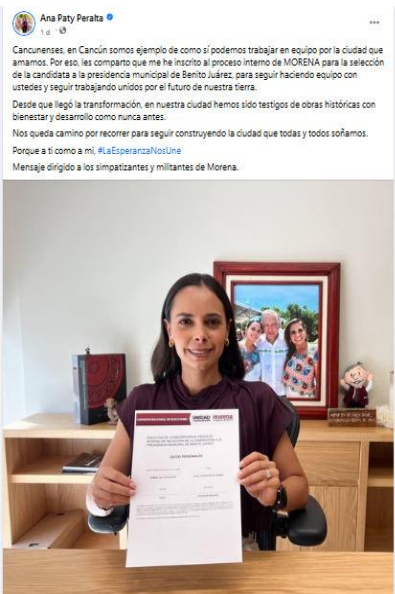 Ana Paty Peralta
1 d ·
Cancunenses, en Cancún somos ejemplo de como sí podemos trabajar en equipo por la ciudad que
amamos. Por eso, les comparto que me he inscrito al proceso interno de MORENA para la selección
de la candidata a la presidencia municipal de Benito Juárez, para seguir haciendo equipo con
ustedes y seguir trabajando unidos por el futuro de nuestra tierra.
Desde que llegó la transformación, en nuestra ciudad hemos sido testigos de obras históricas con
bienestar y desarrollo como nunca antes.
Nos queda camino por recorrer para seguir construyendo la ciudad que todas y todos soñamos.
Porque a ti como a mi, #LaEsperanzaNosUne
Mensaje dirigido a los simpatizantes y militantes de Morena.
UNIDAD morena
DATOS PERSONALES